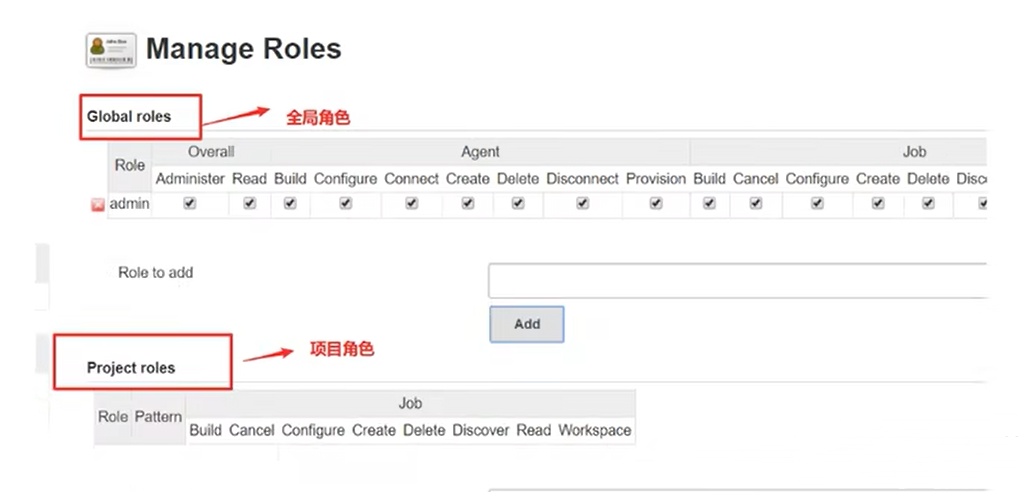 Manage Roles
Global roles
全局角色
Role Overall Agent Job
Administer Read Build Configure Connect Create Delete Disconnect Provision Build Cancel Configure Create Delete
admin
Role to add
Add
项目角色
Project roles
Role Pattern Job
Build Cancel Configure Create Delete Discover Read Workspace